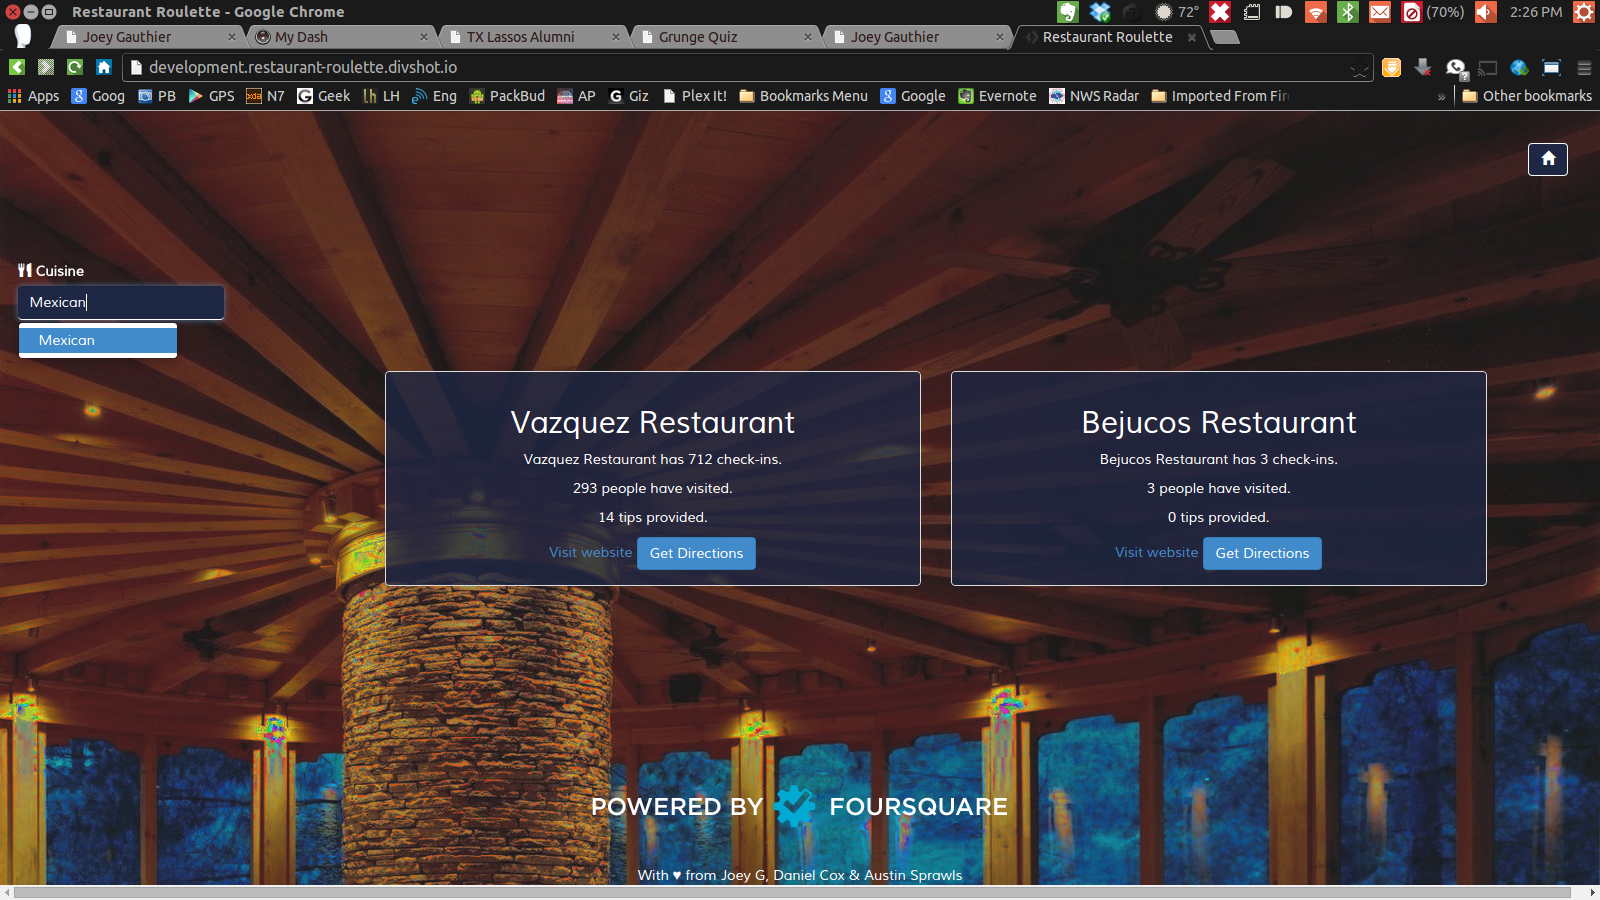 Restaurant Roulette - Google Chrome
72° (70%) 2:26 PM
Joey Gauthier
My Dash
TX Lassos Alumni
Grunge Quiz
Joey Gauthier
Restaurant Roulette
development.restaurant-roulette.divshot.io
Apps Goog PB GPS N7 Geek LH Eng PackBud AP Giz Plex It! Bookmarks Menu Google Evernote NWS Radar Imported From Fir » Other bookmarks
Cuisine
Mexican
Mexican
Vazquez Restaurant
Vazquez Restaurant has 712 check-ins.
293 people have visited.
14 tips provided.
Visit website Get Directions
Bejucos Restaurant
Bejucos Restaurant has 3 check-ins.
3 people have visited.
0 tips provided.
Visit website Get Directions
POWERED BY FOURSQUARE
With ♥ from Joey G, Daniel Cox & Austin Sprawls